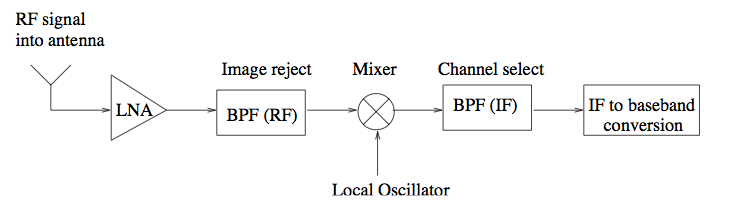 RF signal
into antenna
Image reject
Mixer
Channel select
LNA
BPF (RF)
BPF (IF)
IF to baseband
conversion
Local Oscillator